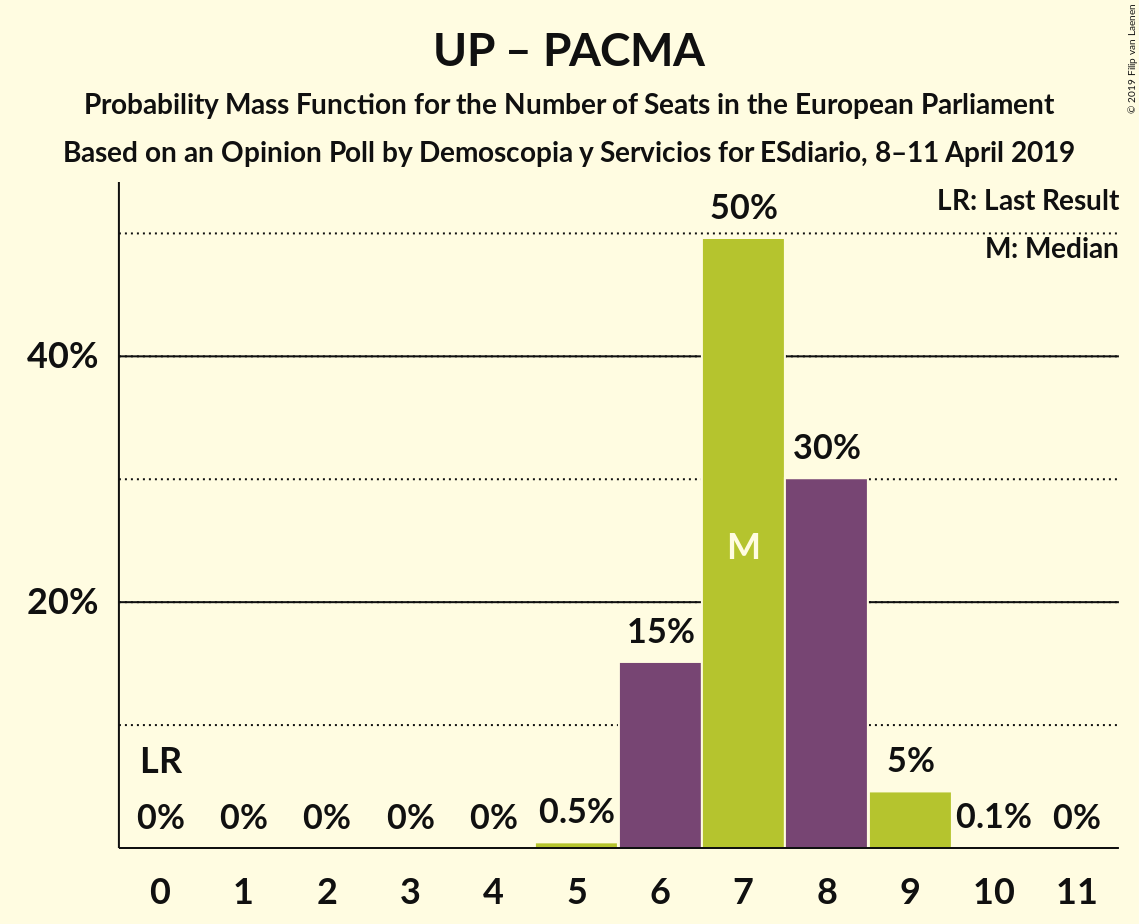 UP – PACMA
Probability Mass Function for the Number of Seats in the European Parliament
Based on an Opinion Poll by Demoscopia y Servicios for ESdiario, 8–11 April 2019
© 2019 Filip van Laenen
LR: Last Result
M: Median
50%
40%
30%
M
20%
15%
LR
5%
0% 0% 0% 0% 0% 0.5% 0.1% 0%
0 1 2 3 4 5 6 7 8 9 10 11